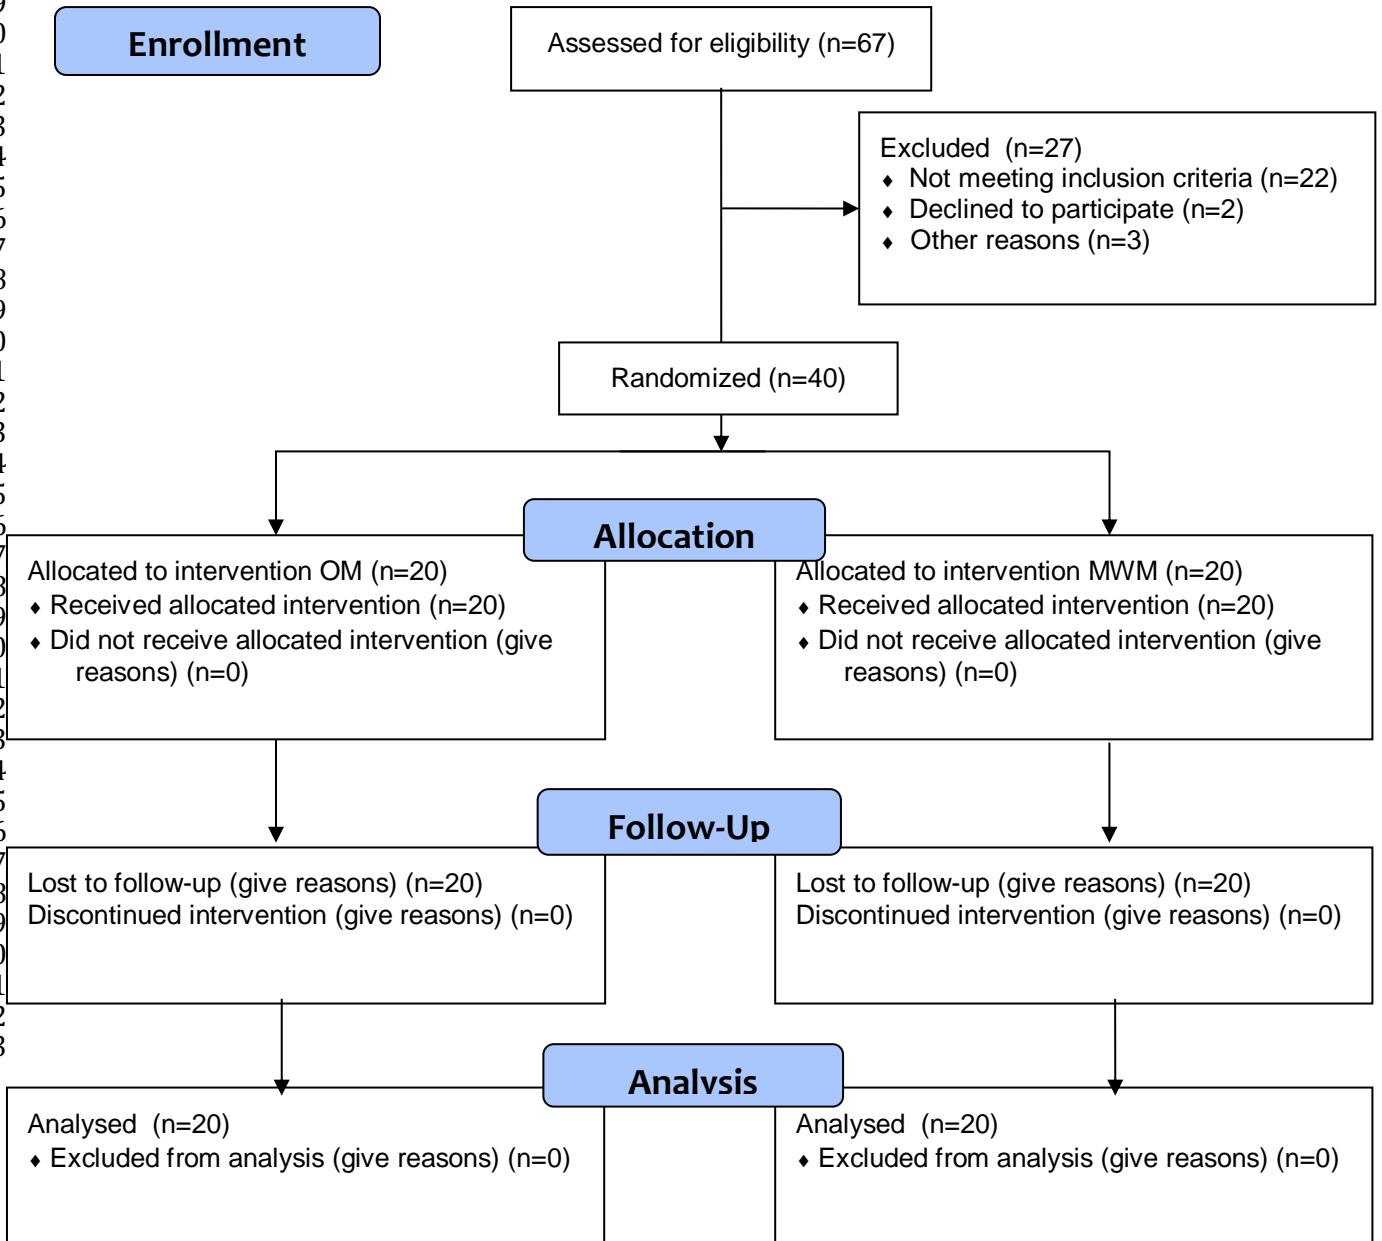 Enrollment
Assessed for eligibility (n=67)
Excluded (n=27)
♦ Not meeting inclusion criteria (n=22)
♦ Declined to participate (n=2)
♦ Other reasons (n=3)
Randomized (n=40)
Allocation
Allocated to intervention OM (n=20)
♦ Received allocated intervention (n=20)
♦ Did not receive allocated intervention (give
reasons) (n=0)
Allocated to intervention MWM (n=20)
♦ Received allocated intervention (n=20)
♦ Did not receive allocated intervention (give
reasons) (n=0)
Follow-Up
Lost to follow-up (give reasons) (n=20)
Discontinued intervention (give reasons) (n=0)
Lost to follow-up (give reasons) (n=20)
Discontinued intervention (give reasons) (n=0)
Analysis
Analysed (n=20)
♦ Excluded from analysis (give reasons) (n=0)
Analysed (n=20)
♦ Excluded from analysis (give reasons) (n=0)